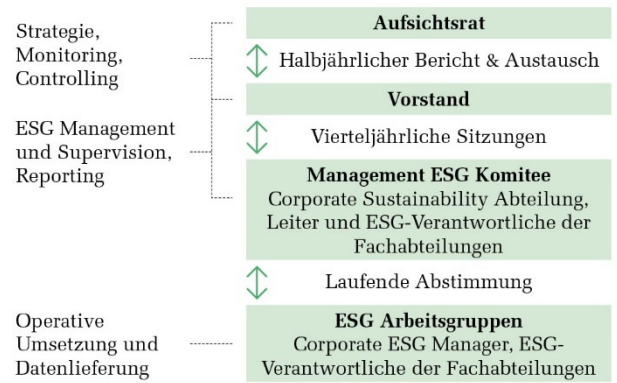 Strategie,
Monitoring,
Controlling
ESG Management
und Supervision,
Reporting
Operative
Umsetzung und
Datenlieferung
Aufsichtsrat
Halbjährlicher Bericht & Austausch
Vorstand
Vierteljährliche Sitzungen
Management ESG Komitee
Corporate Sustainability Abteilung,
Leiter und ESG-Verantwortliche der
Fachabteilungen
Laufende Abstimmung
ESG Arbeitsgruppen
Corporate ESG Manager, ESG-
Verantwortliche der Fachabteilungen